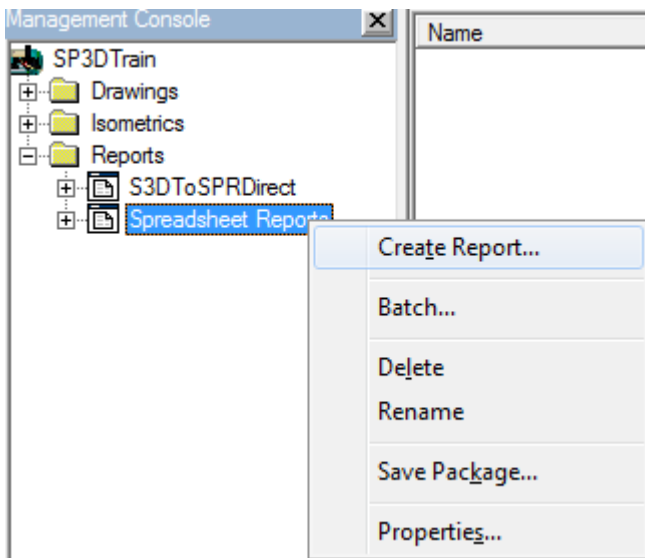 Management Console
Name
SP3DTrain
Drawings
Isometrics
Reports
S3DToSPRDirect
Spreadsheet Reports
Create Report...
Batch...
Delete
Rename
Save Package...
Properties...